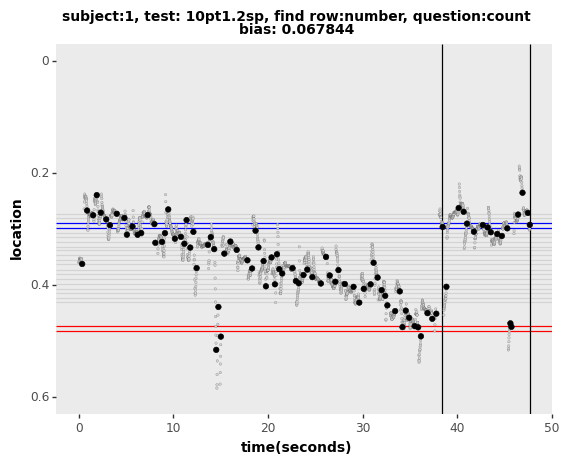 subject:1, test: 10pt1.2sp, find row:number, question:count
bias: 0.067844
0
0.2
0.4
0.6
location
0 10 20 30 40 50
time(seconds)